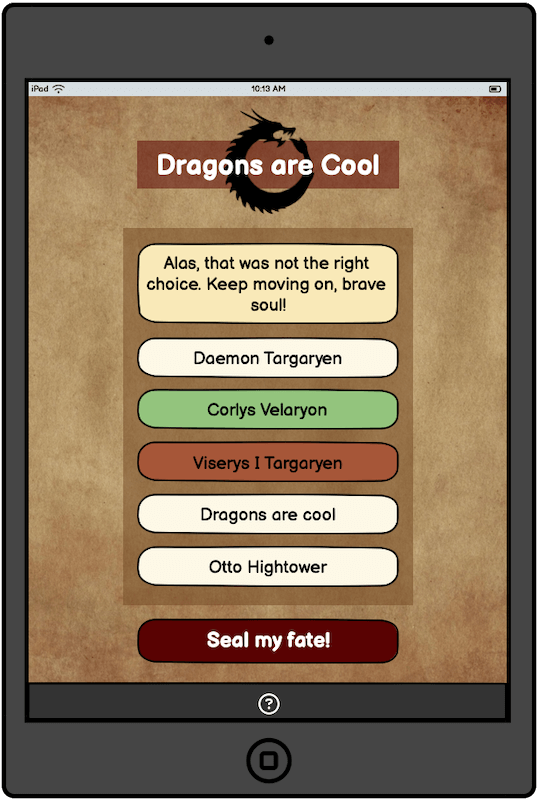 iPad 10:13 AM
Dragons are Cool
Alas, that was not the right
choice. Keep moving on, brave
soul!
Daemon Targaryen
Corlys Velaryon
Viserys I Targaryen
Dragons are cool
Otto Hightower
Seal my fate!
?